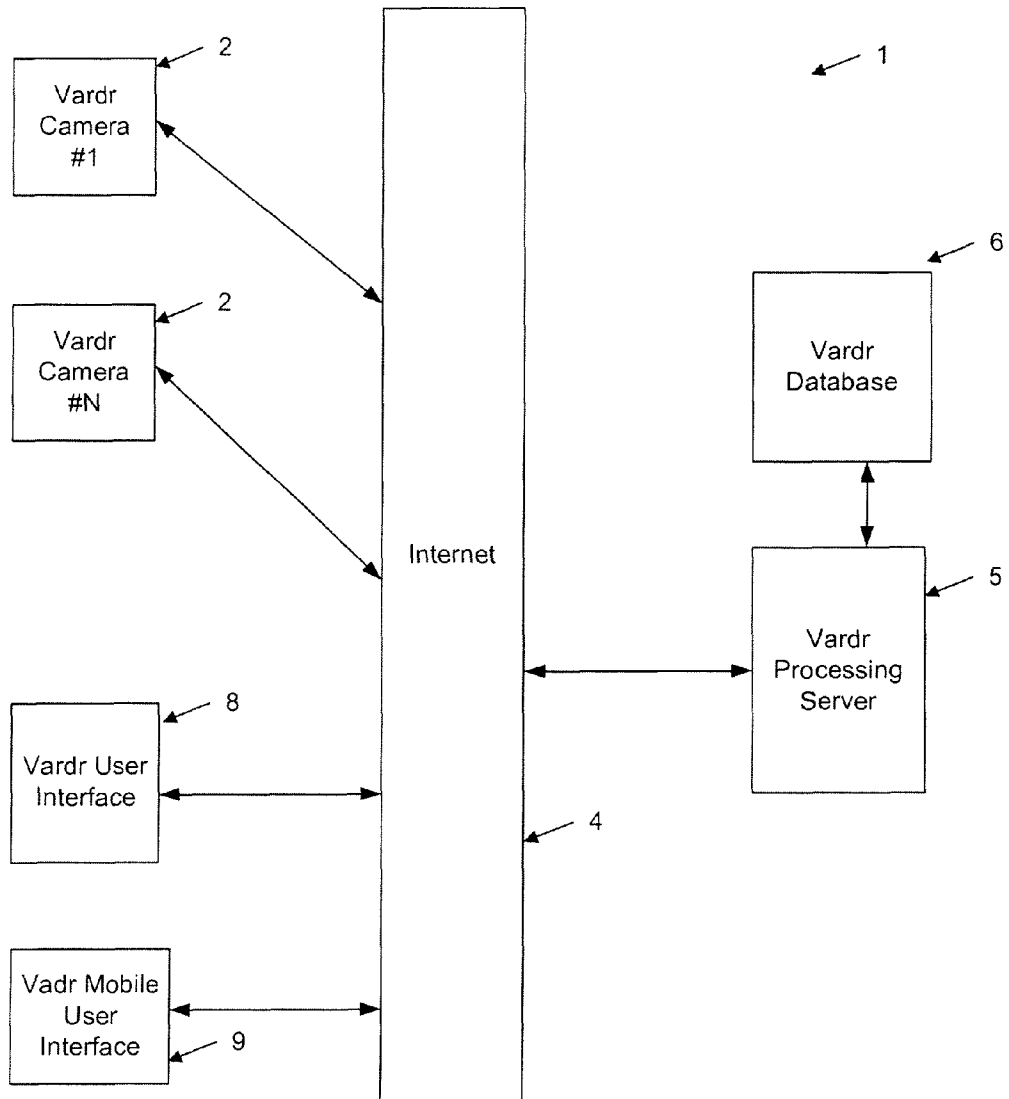 2
Vardr
Camera
#1
1
2
Vardr
Camera
#N
6
Vardr
Database
Internet
5
Vardr
Processing
Server
8
Vardr User
Interface
4
Vadr Mobile
User
Interface
9